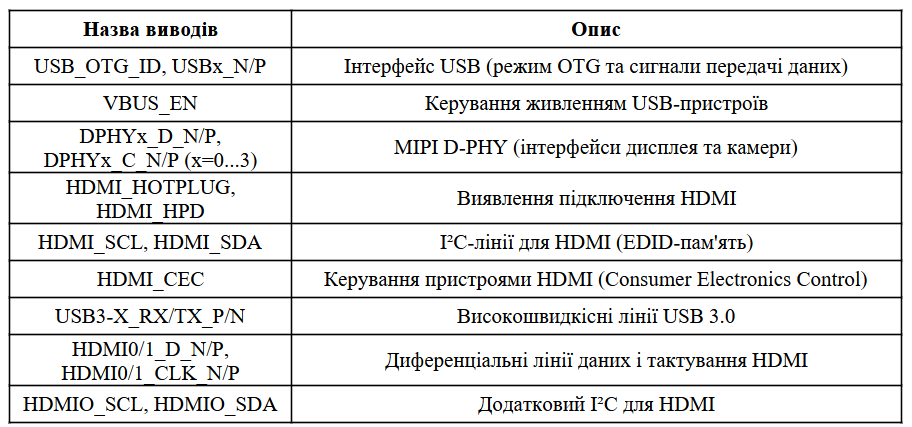 Назва виводів Опис
USB_OTG_ID, USBx_N/P Інтерфейс USB (режим OTG та сигнали передачі даних)
VBUS_EN Керування живленням USB-пристроїв
DPHYx_D_N/P,
DPHYx_C_N/P (x=0...3) MIPI D-PHY (інтерфейси дисплея та камери)
HDMI_HOTPLUG,
HDMI_HPD Виявлення підключення HDMI
HDMI_SCL, HDMI_SDA I²C-лінії для HDMI (EDID-пам'ять)
HDMI_CEC Керування пристроями HDMI (Consumer Electronics Control)
USB3-X_RX/TX_P/N Високошвидкісні лінії USB 3.0
HDMI0/1_D_N/P,
HDMI0/1_CLK_N/P Диференціальні лінії даних і тактування HDMI
HDMIO_SCL, HDMIO_SDA Додатковий I²C для HDMI